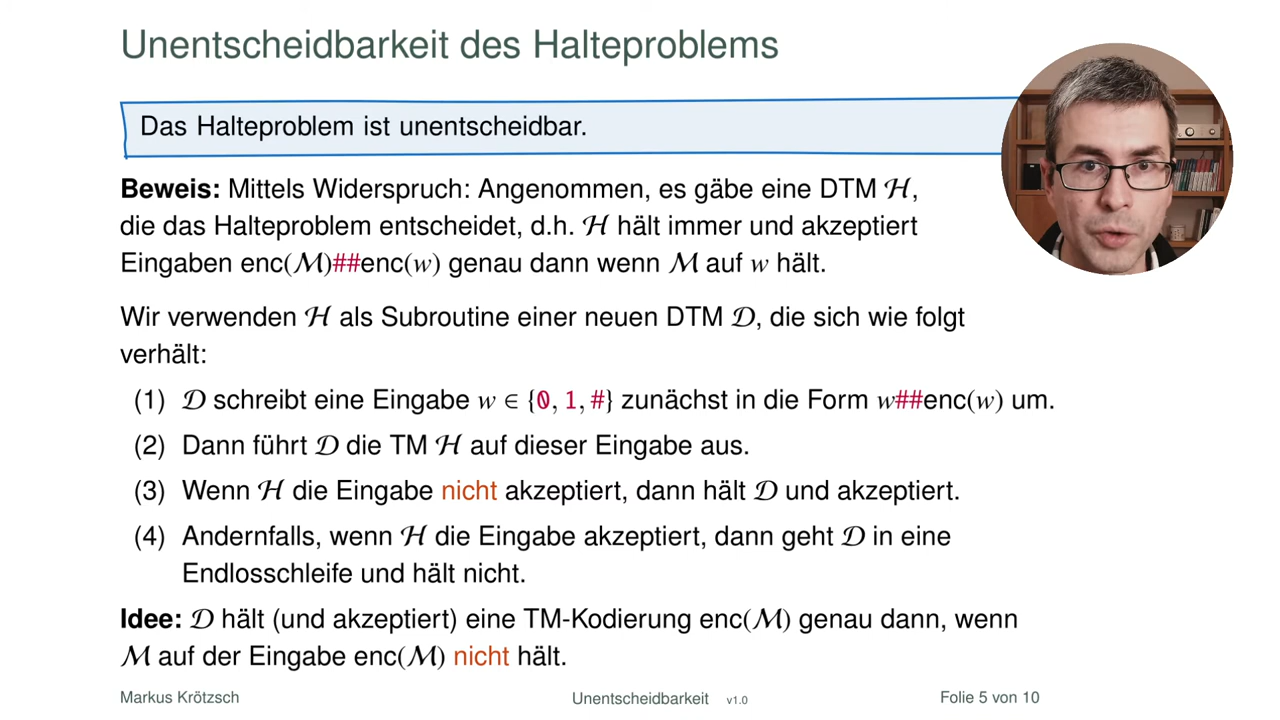 Unentscheidbarkeit des Halteproblems
Das Halteproblem ist unentscheidbar.
Beweis: Mittels Widerspruch: Angenommen, es gäbe eine DTM ℋ,
die das Halteproblem entscheidet, d.h. ℋ hält immer und akzeptiert
Eingaben enc(ℳ)##enc(w) genau dann wenn ℳ auf w hält.
Wir verwenden ℋ als Subroutine einer neuen DTM 𝒟, die sich wie folgt
verhält:
(1) 𝒟 schreibt eine Eingabe w ∈ {0, 1, #} zunächst in die Form w##enc(w) um.
(2) Dann führt 𝒟 die TM ℋ auf dieser Eingabe aus.
(3) Wenn ℋ die Eingabe nicht akzeptiert, dann hält 𝒟 und akzeptiert.
(4) Andernfalls, wenn ℋ die Eingabe akzeptiert, dann geht 𝒟 in eine
Endlosschleife und hält nicht.
Idee: 𝒟 hält (und akzeptiert) eine TM-Kodierung enc(ℳ) genau dann, wenn
ℳ auf der Eingabe enc(ℳ) nicht hält.
Markus Krötzsch Unentscheidbarkeit v1.0 Folie 5 von 10